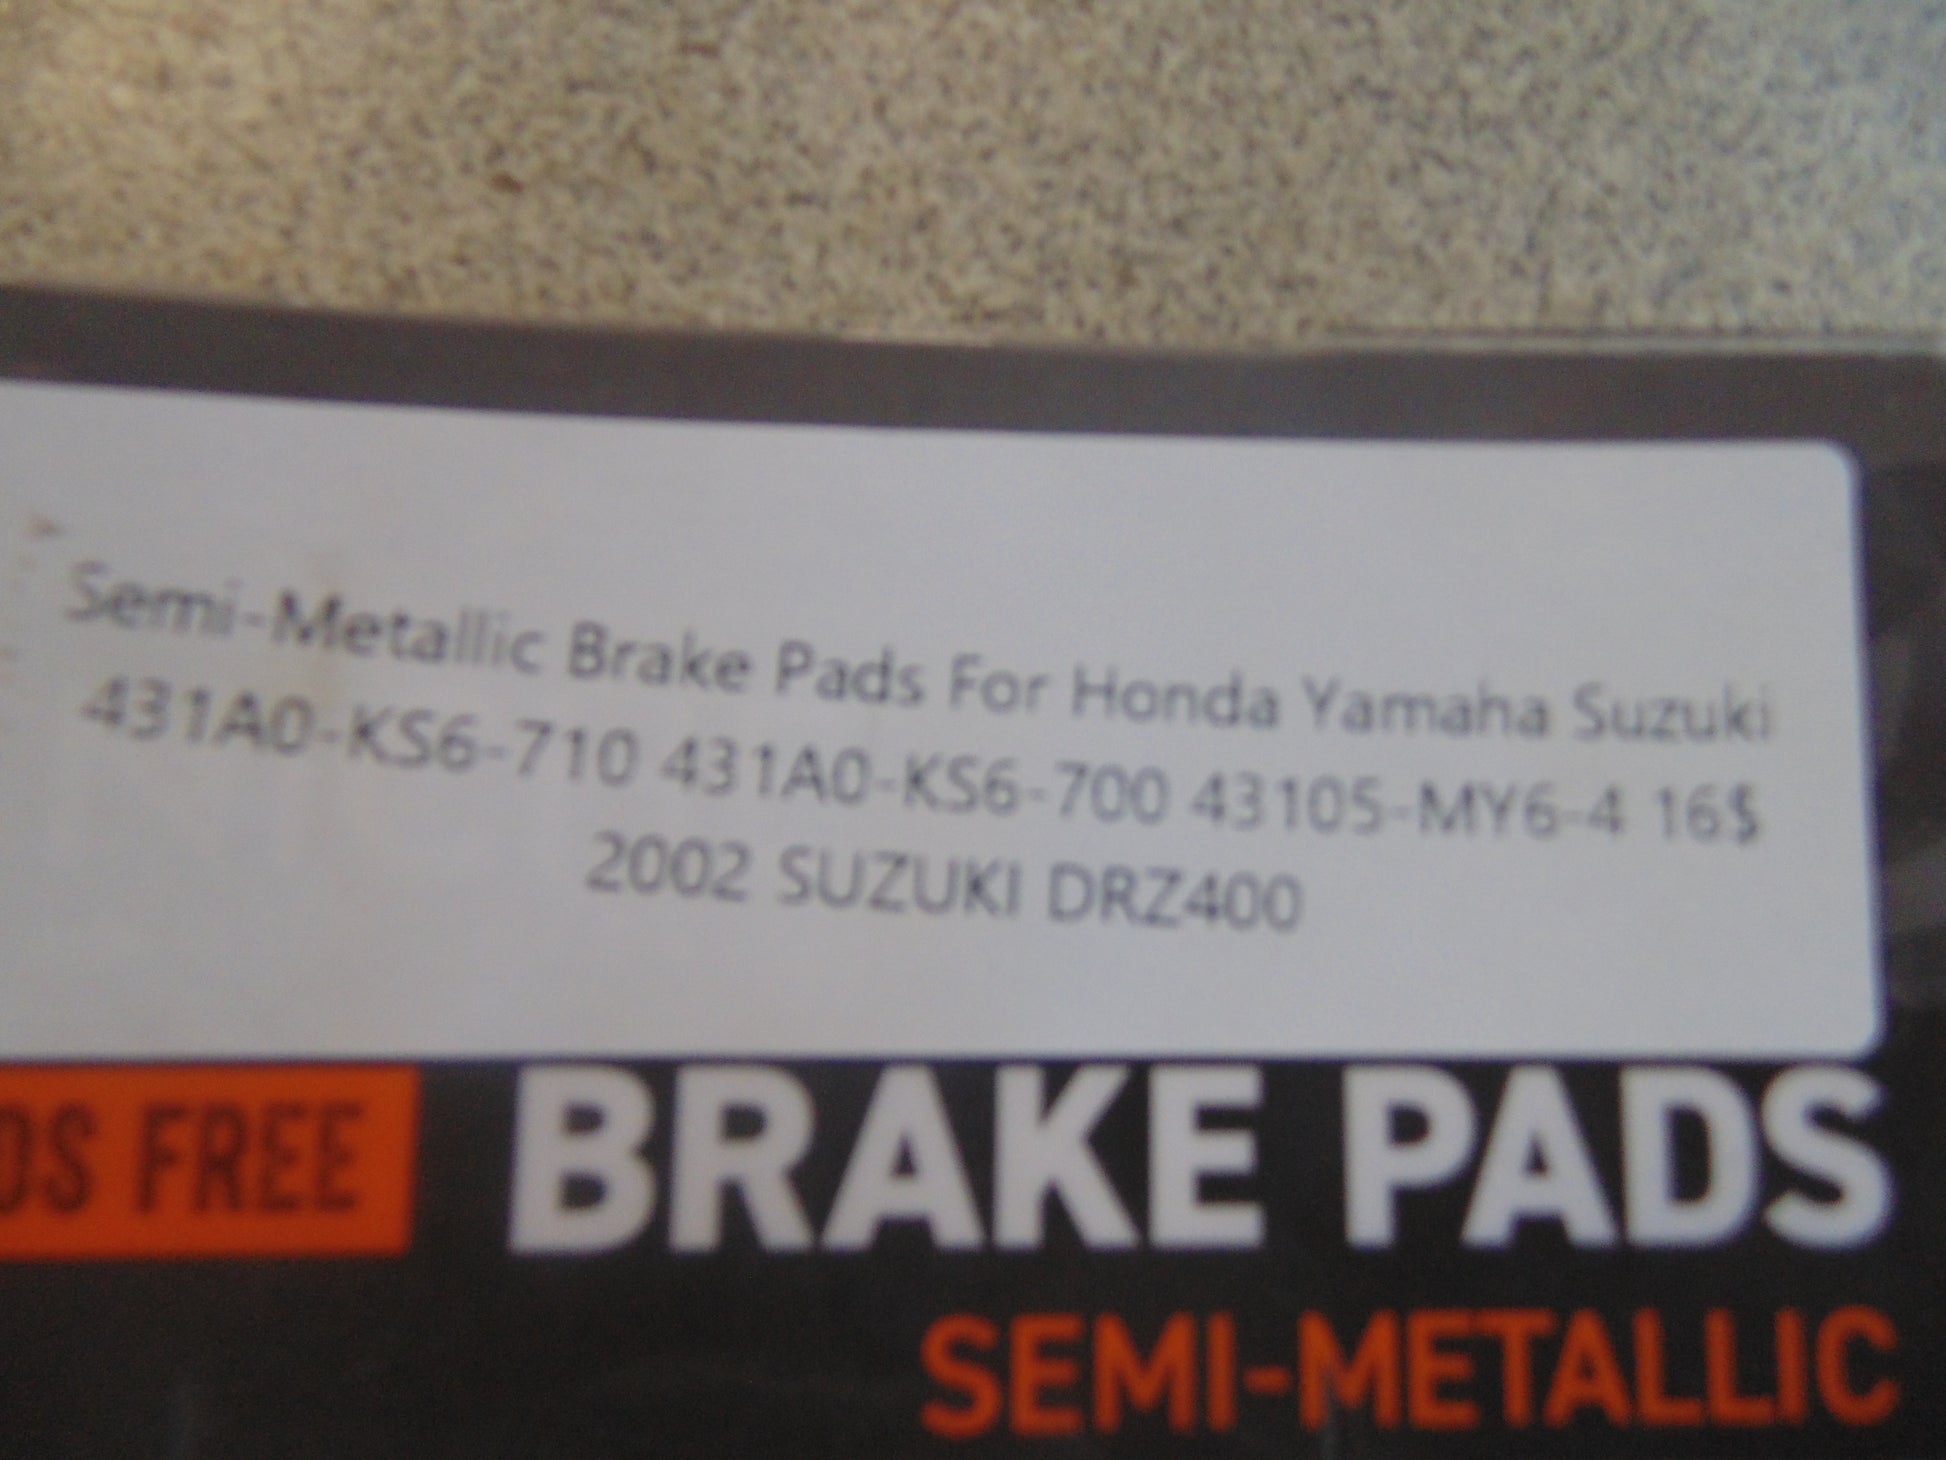 Semi-Metallic Brake Pads For Honda Yamaha Suzuki
431A0-KS6-710 431A0-KS6-700 43105-MY6-4 16$
2002 SUZUKI DRZ400
OS FREE
BRAKE PADS
SEMI-METALLIC